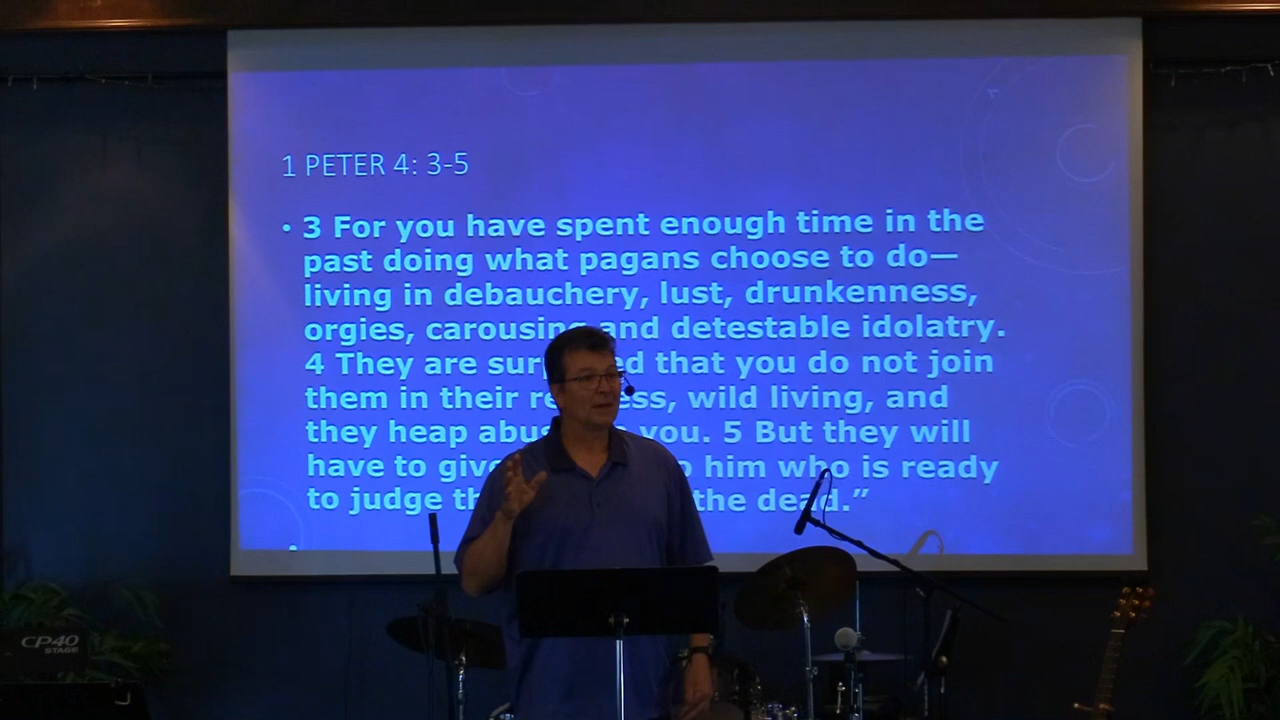 1 PETER 4: 3-5
• 3 For you have spent enough time in the
past doing what pagans choose to do—
living in debauchery, lust, drunkenness,
orgies, carousing and detestable idolatry.
4 They are sur ed that you do not join
them in their re ess, wild living, and
they heap abus you. 5 But they will
have to give o him who is ready
to judge th the dead.”
CP40
STAGE